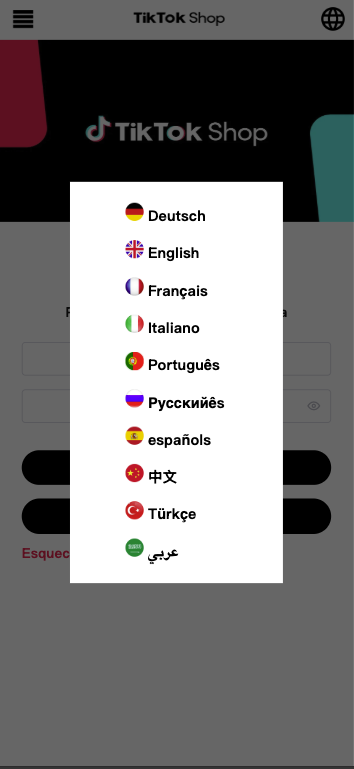 TikTok Shop
TikTok Shop
Deutsch
English
Français
Italiano
Português
Русскийês
españols
中文
Türkçe
عربي
Esquec